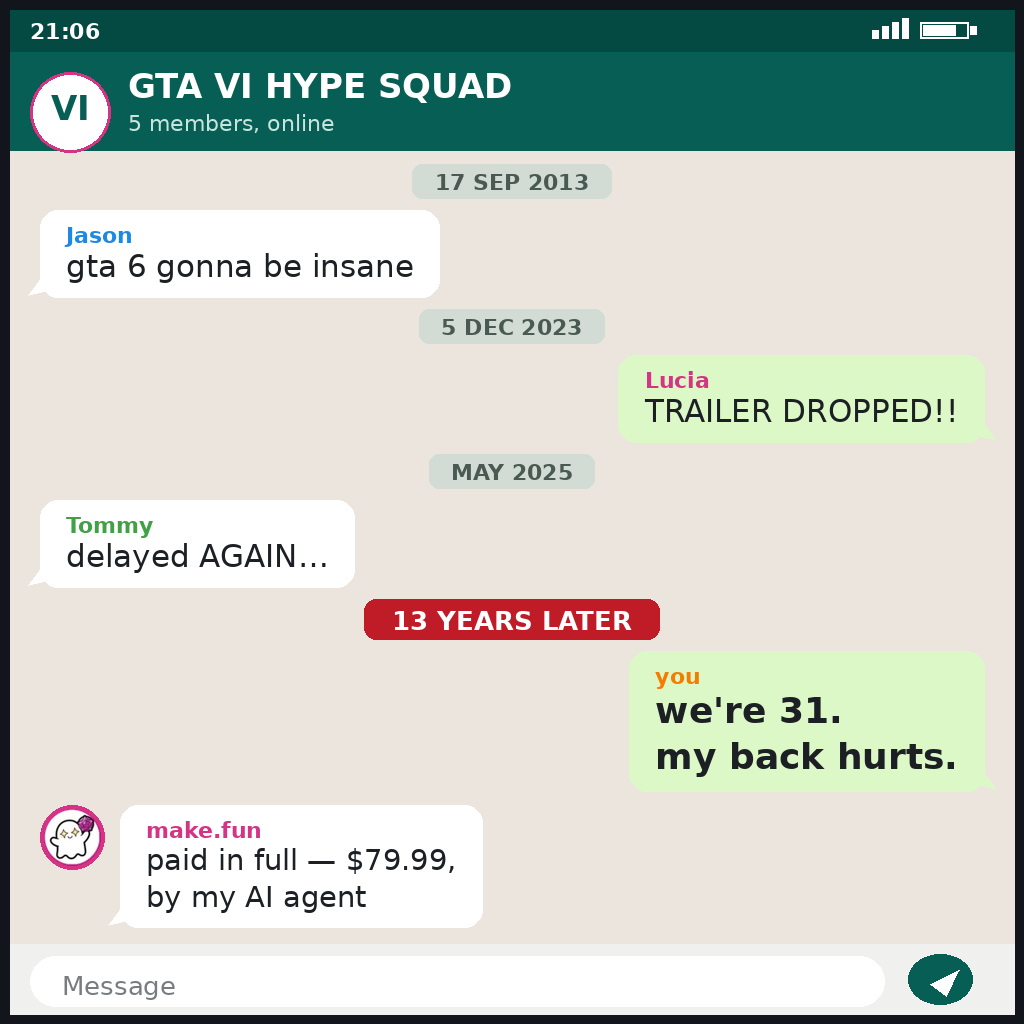 21:06
VI
GTA VI HYPE SQUAD
5 members, online
17 SEP 2013
Jason
gta 6 gonna be insane
5 DEC 2023
Lucia
TRAILER DROPPED!!
MAY 2025
Tommy
delayed AGAIN...
13 YEARS LATER
you
we're 31.
my back hurts.
make.fun
paid in full — $79.99,
by my AI agent
Message